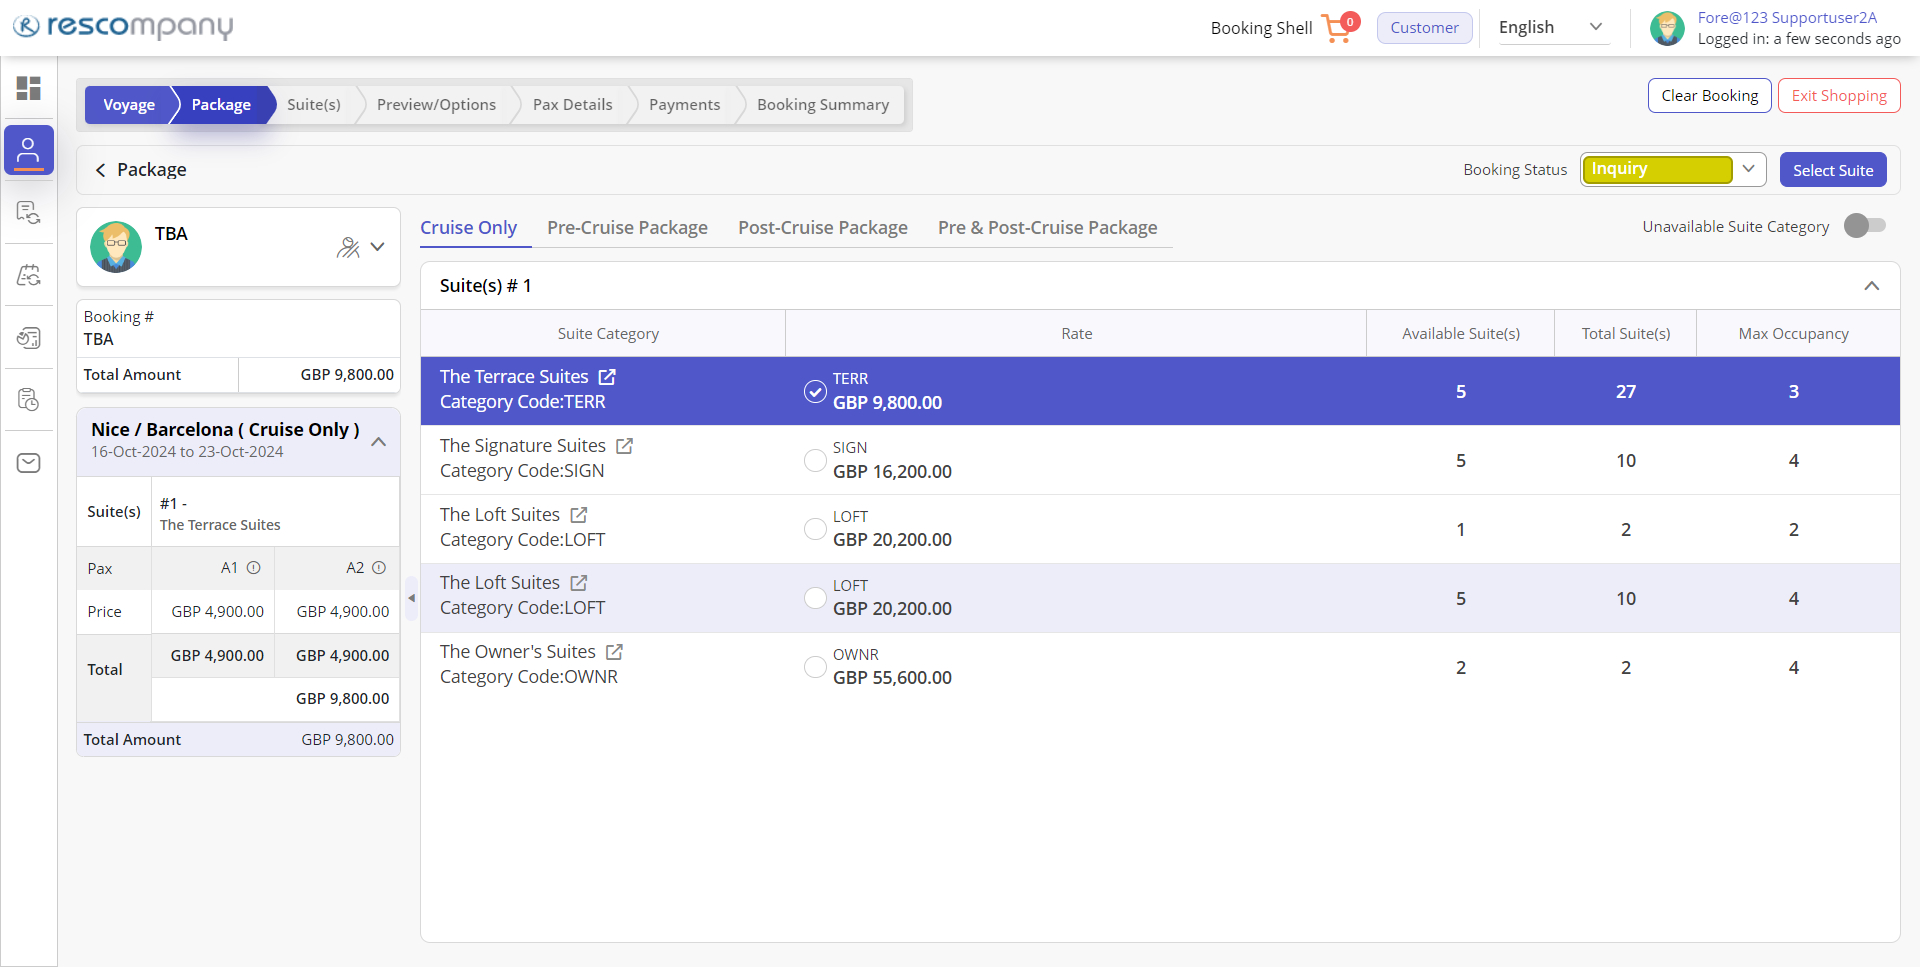 rescompany
Booking Shell 0 Customer English Fore@123 Supportuser2A
Logged in: a few seconds ago
Voyage Package Suite(s) Preview/Options Pax Details Payments Booking Summary
Clear Booking Exit Shopping
Package Booking Status Inquiry Select Suite
TBA
Booking #
TBA
Total Amount GBP 9,800.00
Nice / Barcelona ( Cruise Only )
16-Oct-2024 to 23-Oct-2024
Suite(s) #1 -
The Terrace Suites
Pax A1 A2
Price GBP 4,900.00 GBP 4,900.00
Total GBP 4,900.00 GBP 4,900.00
GBP 9,800.00
Total Amount GBP 9,800.00
Cruise Only Pre-Cruise Package Post-Cruise Package Pre & Post-Cruise Package Unavailable Suite Category
Suite(s) # 1
Suite Category Rate Available Suite(s) Total Suite(s) Max Occupancy
The Terrace Suites TERR
Category Code:TERR GBP 9,800.00 5 27 3
The Signature Suites SIGN
Category Code:SIGN GBP 16,200.00 5 10 4
The Loft Suites LOFT
Category Code:LOFT GBP 20,200.00 1 2 2
The Loft Suites LOFT
Category Code:LOFT GBP 20,200.00 5 10 4
The Owner's Suites OWNR
Category Code:OWNR GBP 55,600.00 2 2 4